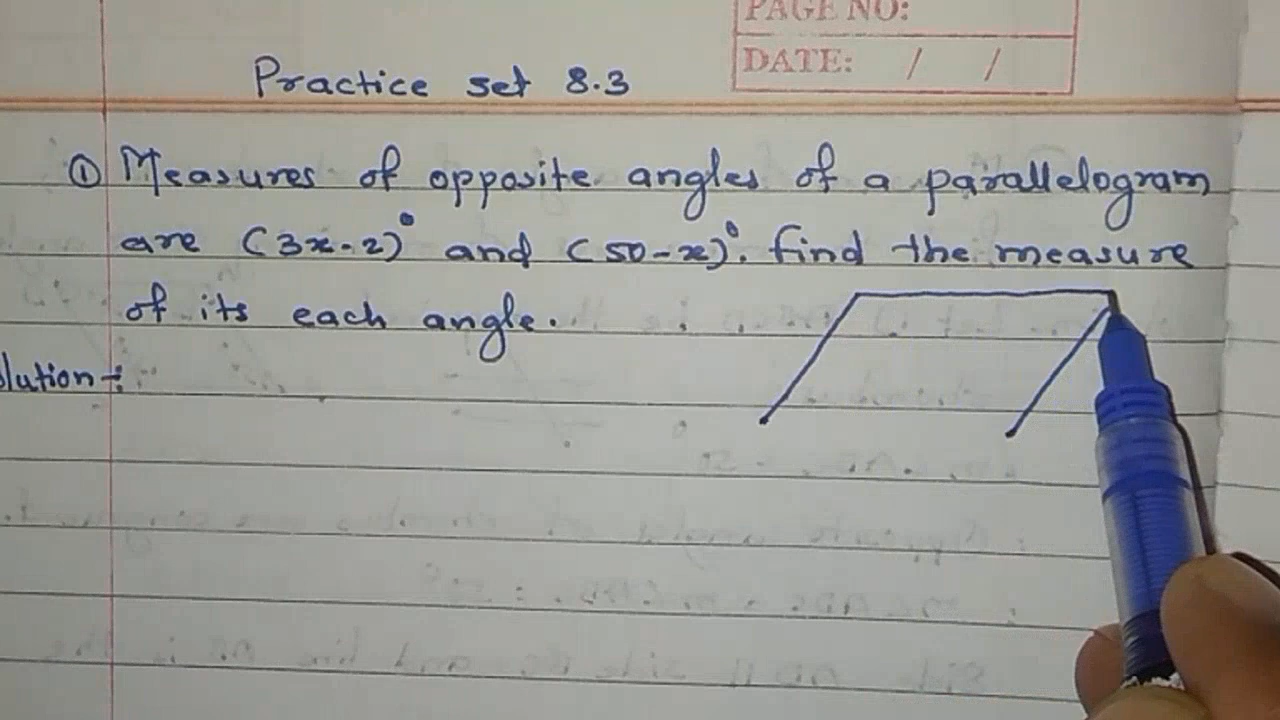 PAGE NO:
DATE: / /
Practice set 8.3
① Measures of opposite angles of a parallelogram
are (3x-2)° and (50-x)°. find the measure
of its each angle.
lution :